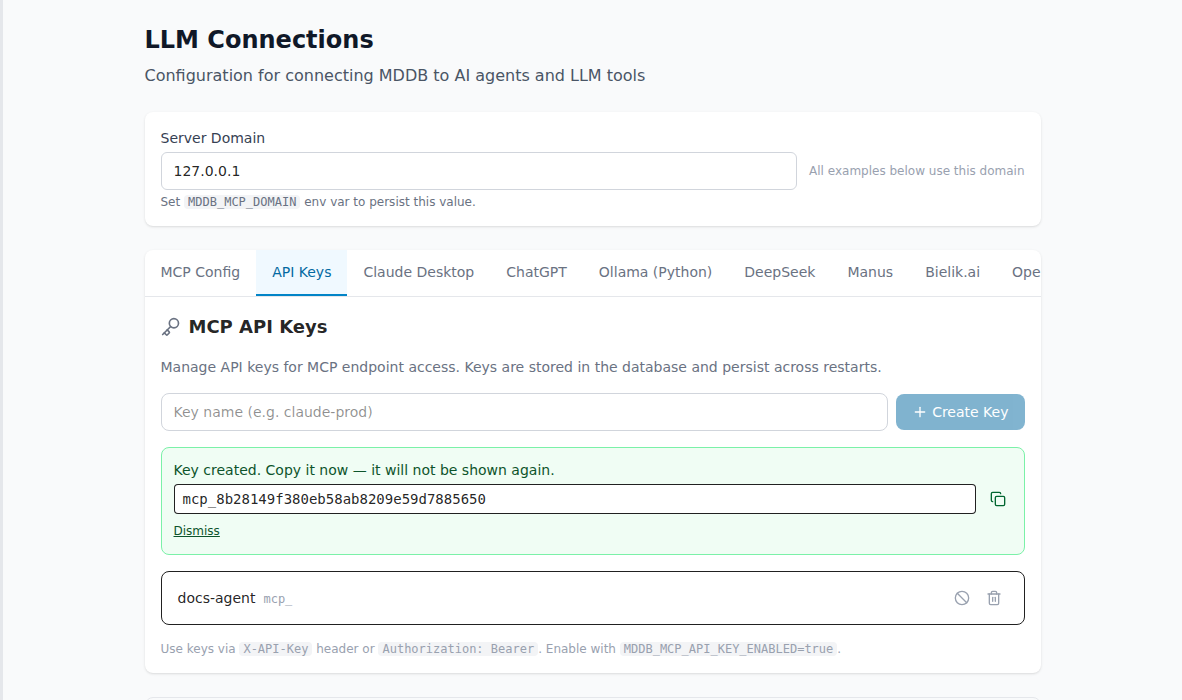 LLM Connections
Configuration for connecting MDDB to AI agents and LLM tools
Server Domain
127.0.0.1
All examples below use this domain
Set MDDB_MCP_DOMAIN env var to persist this value.
MCP Config API Keys Claude Desktop ChatGPT Ollama (Python) DeepSeek Manus Bielik.ai Ope
MCP API Keys
Manage API keys for MCP endpoint access. Keys are stored in the database and persist across restarts.
Key name (e.g. claude-prod)
+ Create Key
Key created. Copy it now — it will not be shown again.
mcp_8b28149f380eb58ab8209e59d7885650
Dismiss
docs-agent mcp_
Use keys via X-API-Key header or Authorization: Bearer. Enable with MDDB_MCP_API_KEY_ENABLED=true.